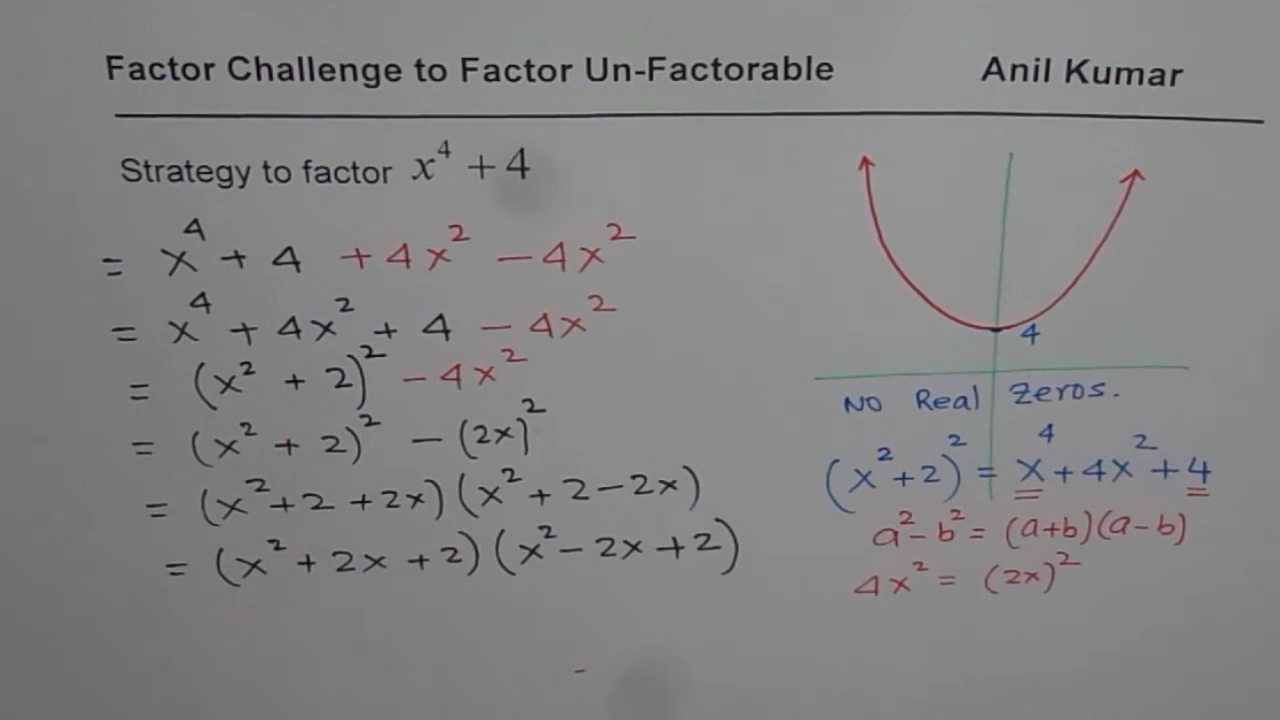 Factor Challenge to Factor Un-Factorable Anil Kumar
Strategy to factor x⁴ + 4
= x⁴ + 4 + 4x² − 4x²
= x⁴ + 4x² + 4 − 4x²
= (x² + 2)² − 4x²
= (x² + 2)² − (2x)²
= (x² + 2 + 2x)(x² + 2 − 2x)
= (x² + 2x + 2)(x² − 2x + 2)
4
NO Real Zeros.
(x² + 2)² = x⁴ + 4x² + 4
a² − b² = (a+b)(a−b)
4x² = (2x)²